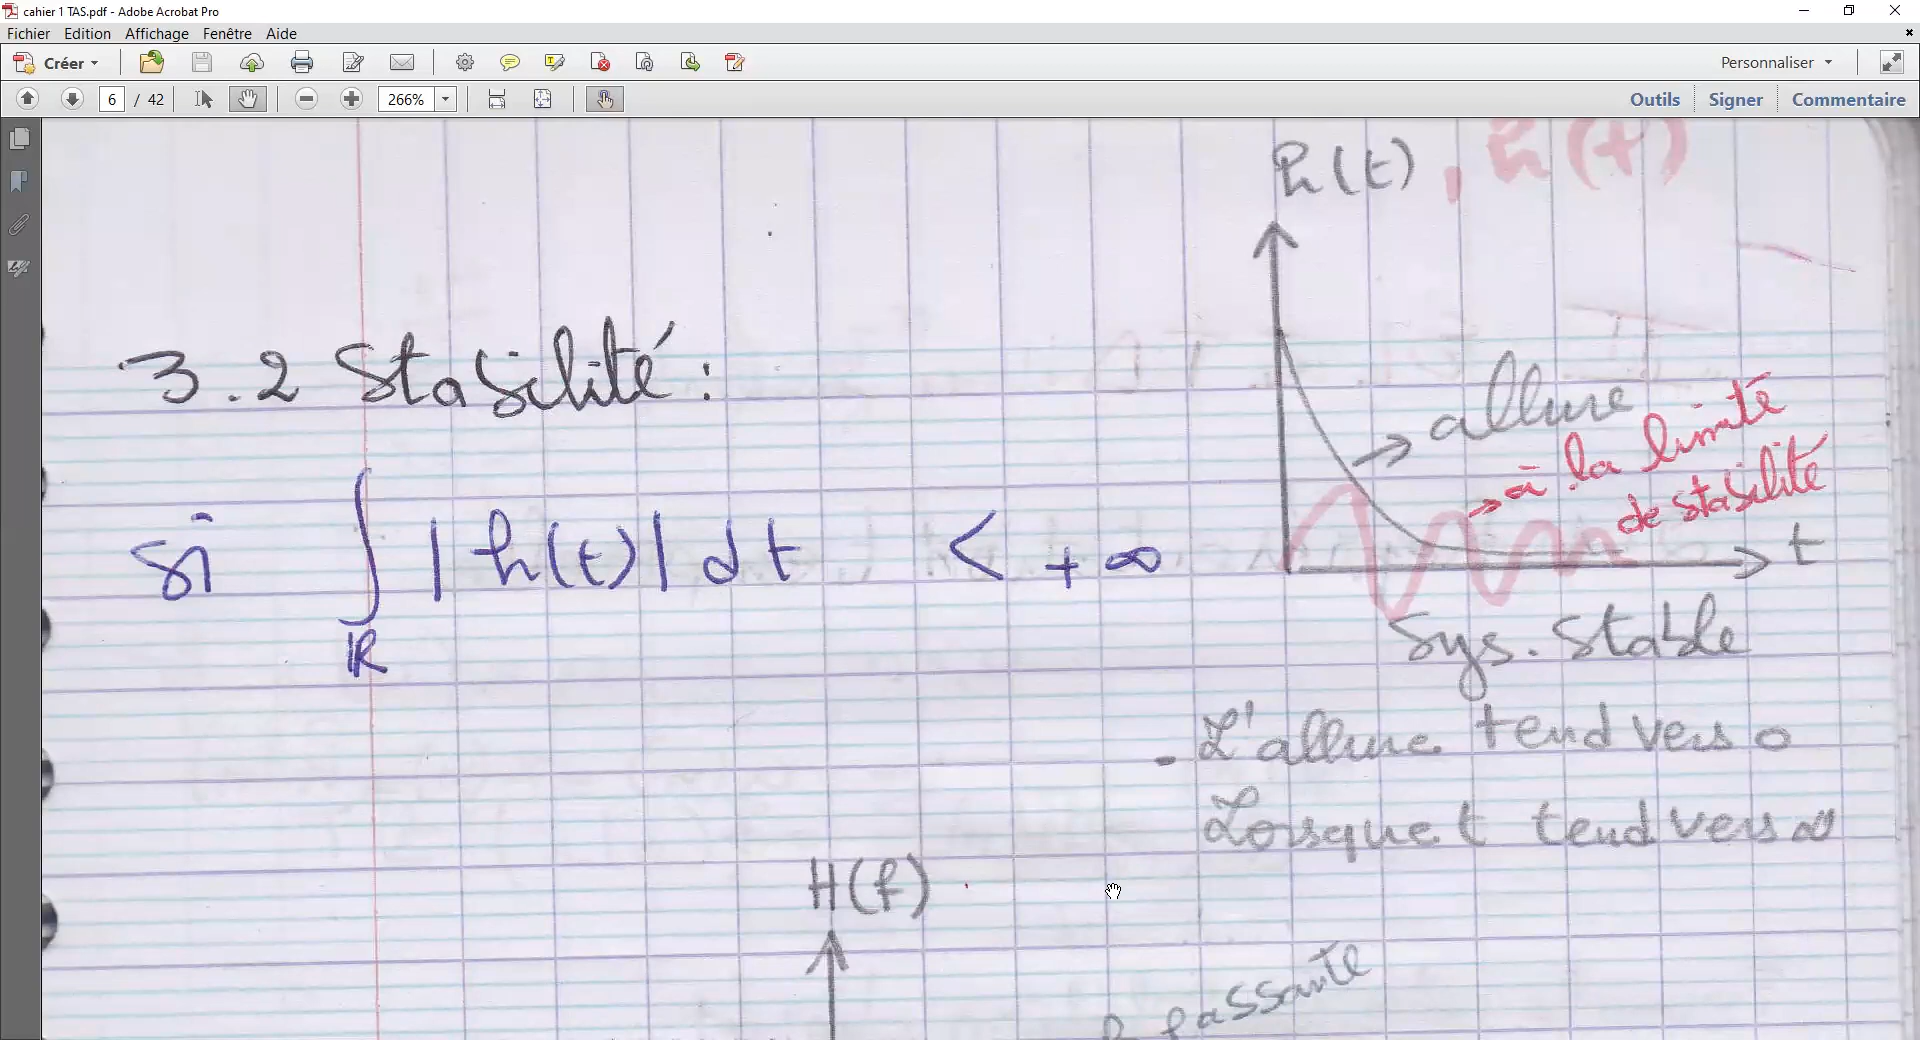 cahier 1 TAS.pdf - Adobe Acrobat Pro
Fichier Edition Affichage Fenêtre Aide
Créer
Personnaliser
6 / 42
266%
Outils Signer Commentaire
h(t), h(t)
3.2 Stabilité :
allure
à la limité
de stabilité
si ∫ |h(t)| dt < +∞
ℝ
t
Sys. stable
- L'allure tend vers 0
Lorsque t tend vers ∞
H(f)
passante